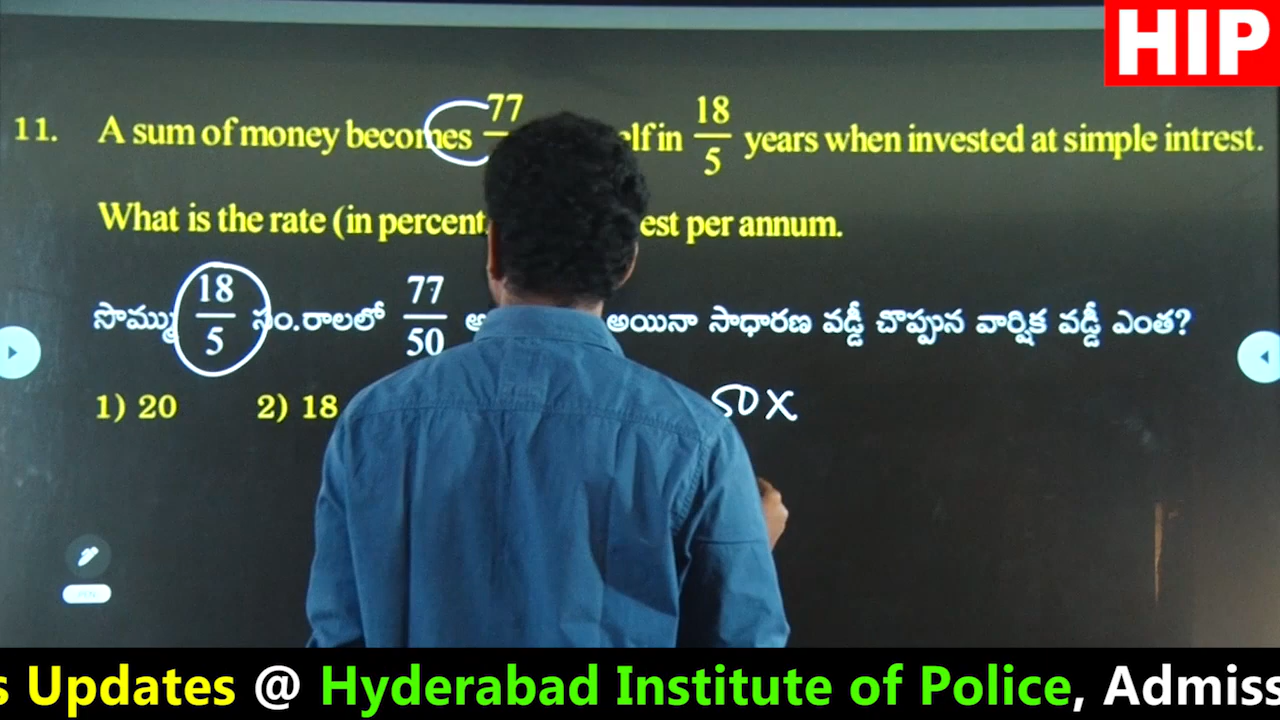 HIP
11. A sum of money becomes 77 elf in 18/5 years when invested at simple intrest.
What is the rate (in percent est per annum.
సొమ్ము 18/5 సం.రాలలో 77/50 అయినా సాధారణ వడ్డీ చొప్పున వార్షిక వడ్డీ ఎంత?
1) 20 2) 18
50x
s Updates @ Hyderabad Institute of Police, Admiss